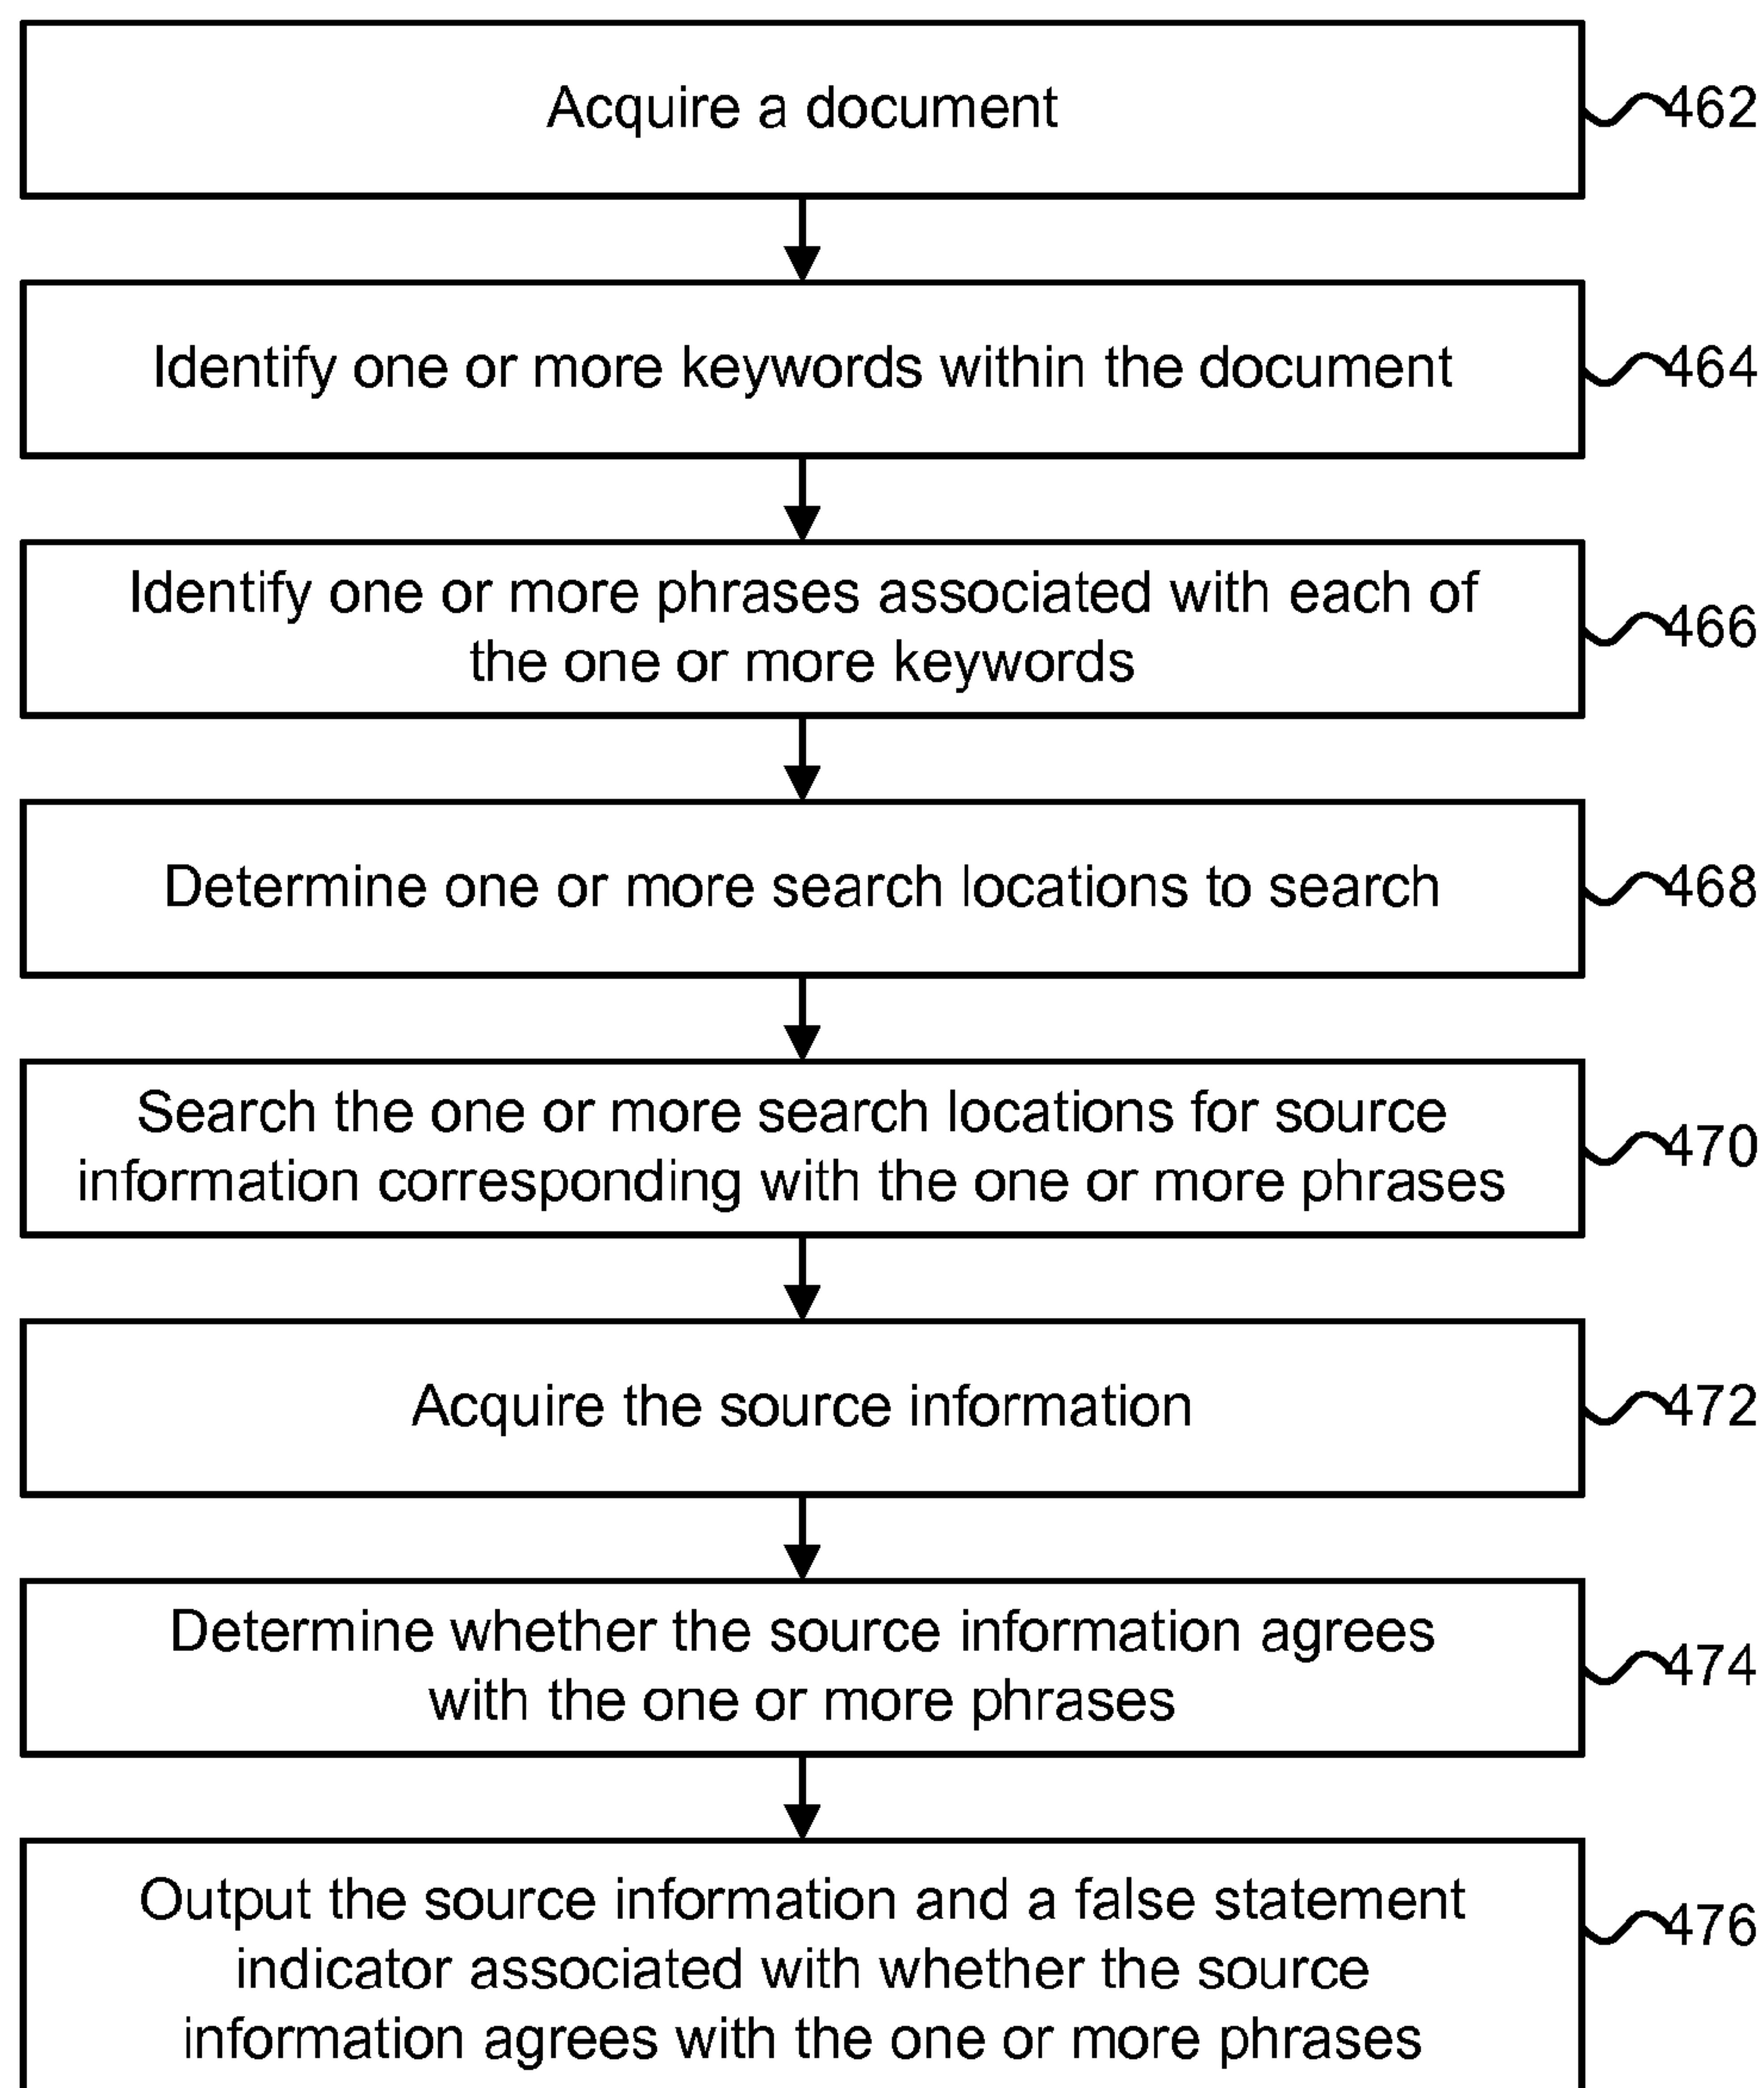 Acquire a document
462
Identify one or more keywords within the document
464
Identify one or more phrases associated with each of
the one or more keywords
466
Determine one or more search locations to search
468
Search the one or more search locations for source
information corresponding with the one or more phrases
470
Acquire the source information
472
Determine whether the source information agrees
with the one or more phrases
474
Output the source information and a false statement
indicator associated with whether the source
information agrees with the one or more phrases
476